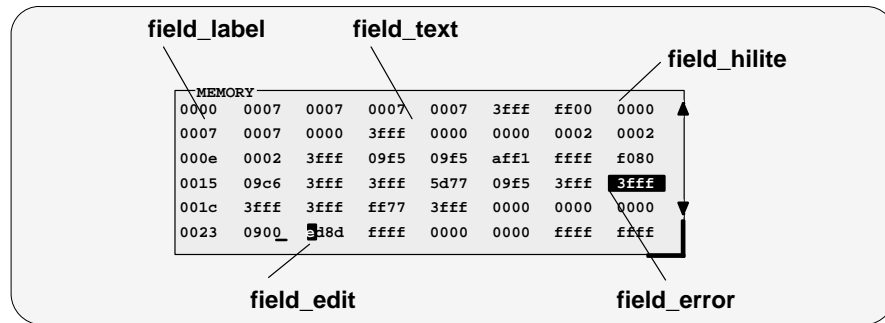 field_label field_text
field_hilite
MEMORY
0000 0007 0007 0007 0007 3fff ff00 0000
0007 0007 0000 3fff 0000 0000 0002 0002
000e 0002 3fff 09f5 09f5 aff1 ffff f080
0015 09c6 3fff 3fff 5d77 09f5 3fff 3fff
001c 3fff 3fff ff77 3fff 0000 0000 0000
0023 0900_ ed8d ffff 0000 0000 ffff ffff
field_edit field_error